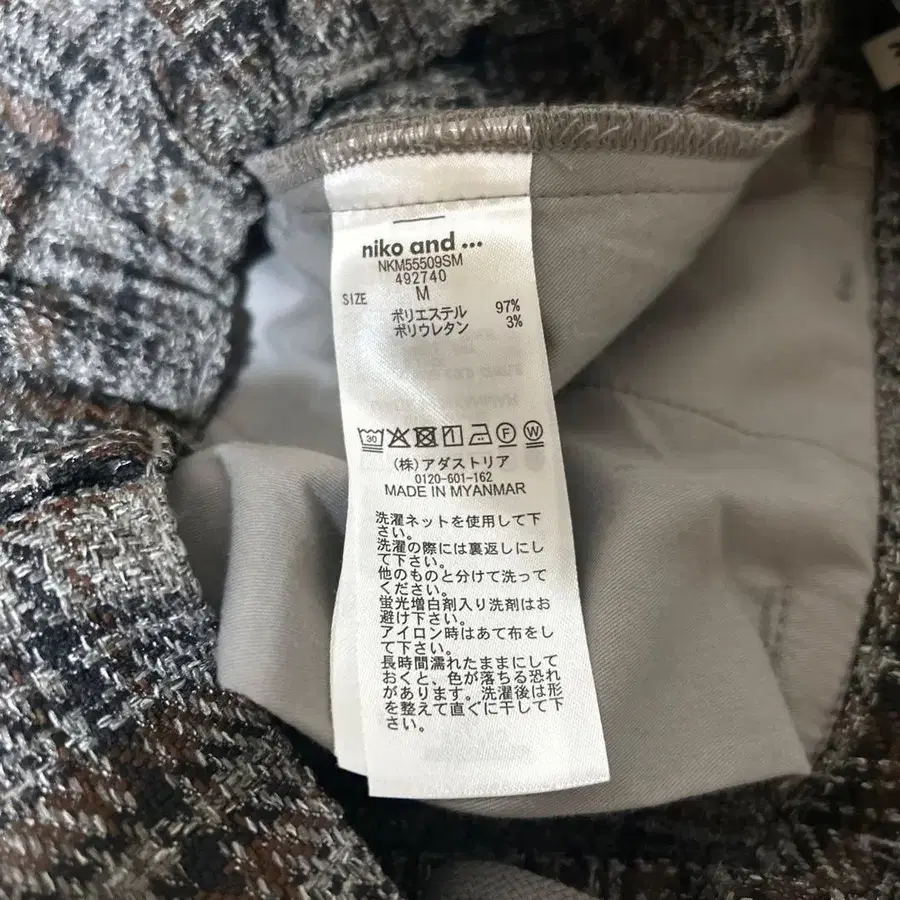 niko and ...
NKM55509SM
492740
SIZE M
ポリエステル 97%
ポリウレタン 3%
30 F W
(株)アダストリア
0120-601-162
MADE IN MYANMAR
洗濯ネットを使用して下
さい。
洗濯の際には裏返しにし
て下さい。
他のものと分けて洗って
ください。
蛍光増白剤入り洗剤はお
避け下さい。
アイロン時はあて布をし
て下さい。
長時間濡れたままにして
おくと、色が落ちる恐れ
があります。洗濯後は形
を整えて直ぐに干して下
さい。